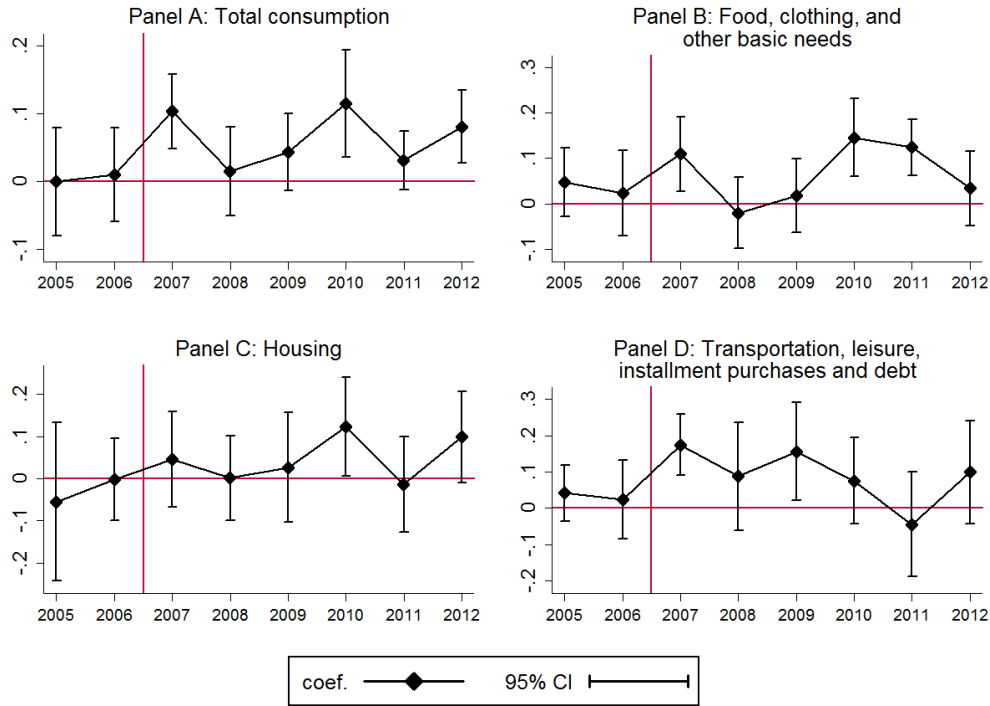 Panel A: Total consumption
.2
.1
0
-.1
2005 2006 2007 2008 2009 2010 2011 2012
Panel B: Food, clothing, and
other basic needs
.3
.2
.1
0
-.1
2005 2006 2007 2008 2009 2010 2011 2012
Panel C: Housing
.2
.1
0
-.1
-.2
2005 2006 2007 2008 2009 2010 2011 2012
Panel D: Transportation, leisure,
installment purchases and debt
.3
.2
.1
0
-.1
-.2
2005 2006 2007 2008 2009 2010 2011 2012
coef. 95% CI